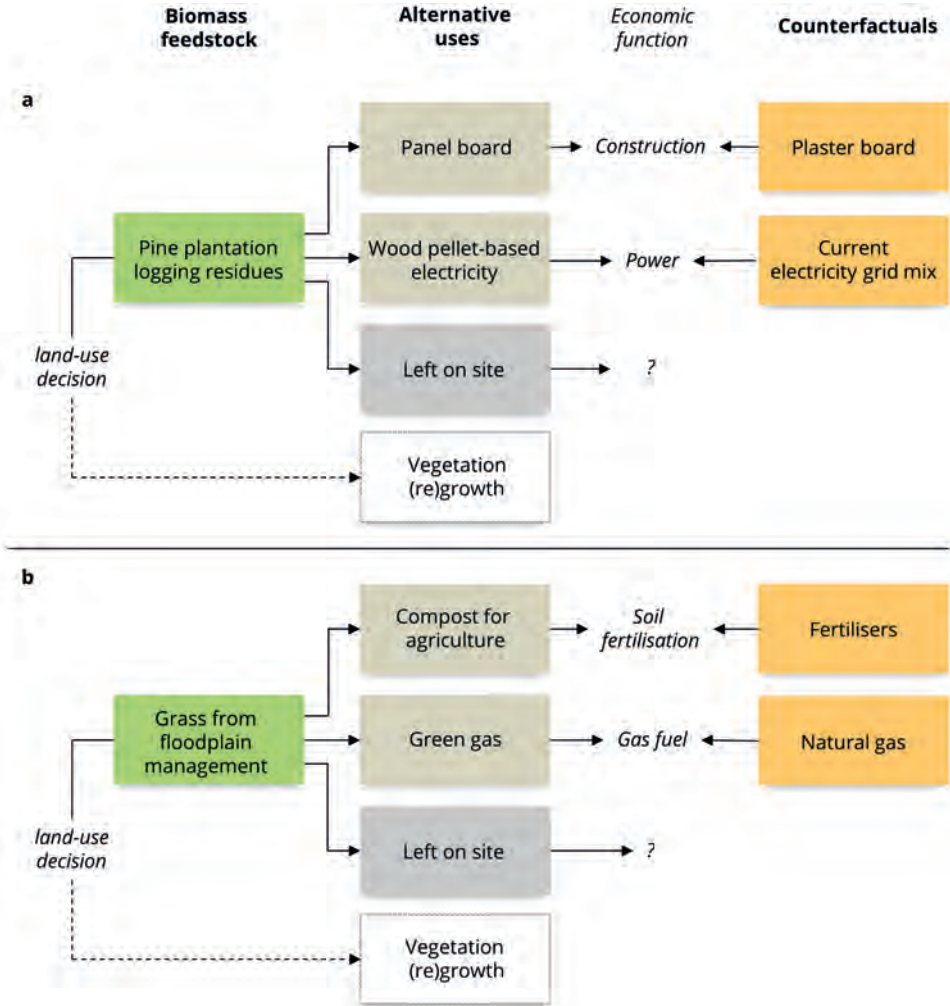 Biomass
feedstock
Alternative
uses
Economic
function
Counterfactuals
a
Panel board
Construction
Plaster board
Pine plantation
logging residues
Wood pellet-based
electricity
Power
Current
electricity grid mix
land-use
decision
Left on site
?
Vegetation
(re)growth
b
Compost for
agriculture
Soil
fertilisation
Fertilisers
Grass from
floodplain
management
Green gas
Gas fuel
Natural gas
land-use
decision
Left on site
?
Vegetation
(re)growth